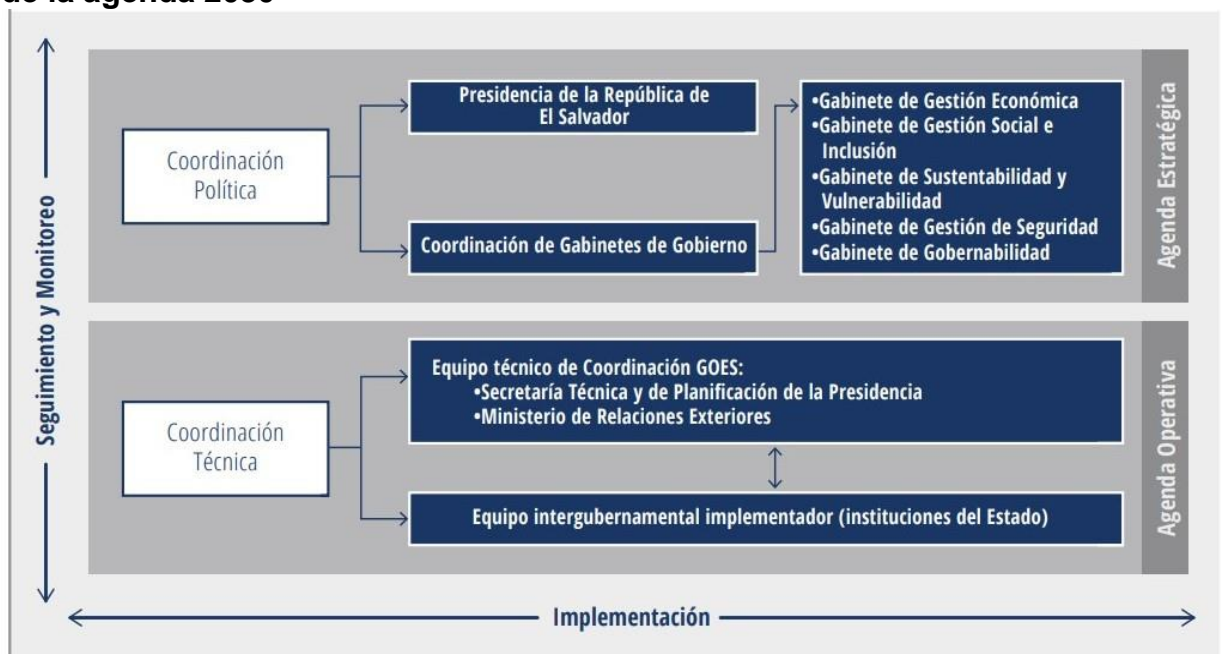 de la agenda 2030
Seguimiento y Monitoreo
Coordinación
Política
Presidencia de la República de
El Salvador
Coordinación de Gabinetes de Gobierno
•Gabinete de Gestión Económica
•Gabinete de Gestión Social e
Inclusión
•Gabinete de Sustentabilidad y
Vulnerabilidad
•Gabinete de Gestión de Seguridad
•Gabinete de Gobernabilidad
Agenda Estratégica
Coordinación
Técnica
Equipo técnico de Coordinación GOES:
•Secretaría Técnica y de Planificación de la Presidencia
•Ministerio de Relaciones Exteriores
Equipo intergubernamental implementador (instituciones del Estado)
Agenda Operativa
Implementación